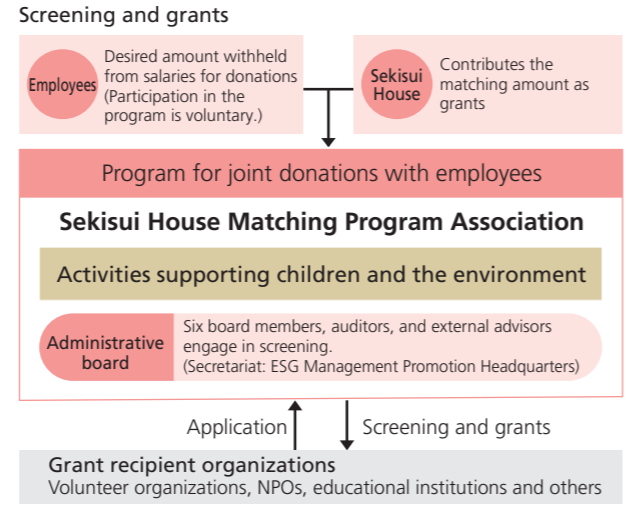 Screening and grants
Employees
Desired amount withheld
from salaries for donations
(Participation in the
program is voluntary.)
Sekisui
House
Contributes the
matching amount as
grants
Program for joint donations with employees
Sekisui House Matching Program Association
Activities supporting children and the environment
Administrative
board
Six board members, auditors, and external advisors
engage in screening.
(Secretariat: ESG Management Promotion Headquarters)
Application
Screening and grants
Grant recipient organizations
Volunteer organizations, NPOs, educational institutions and others